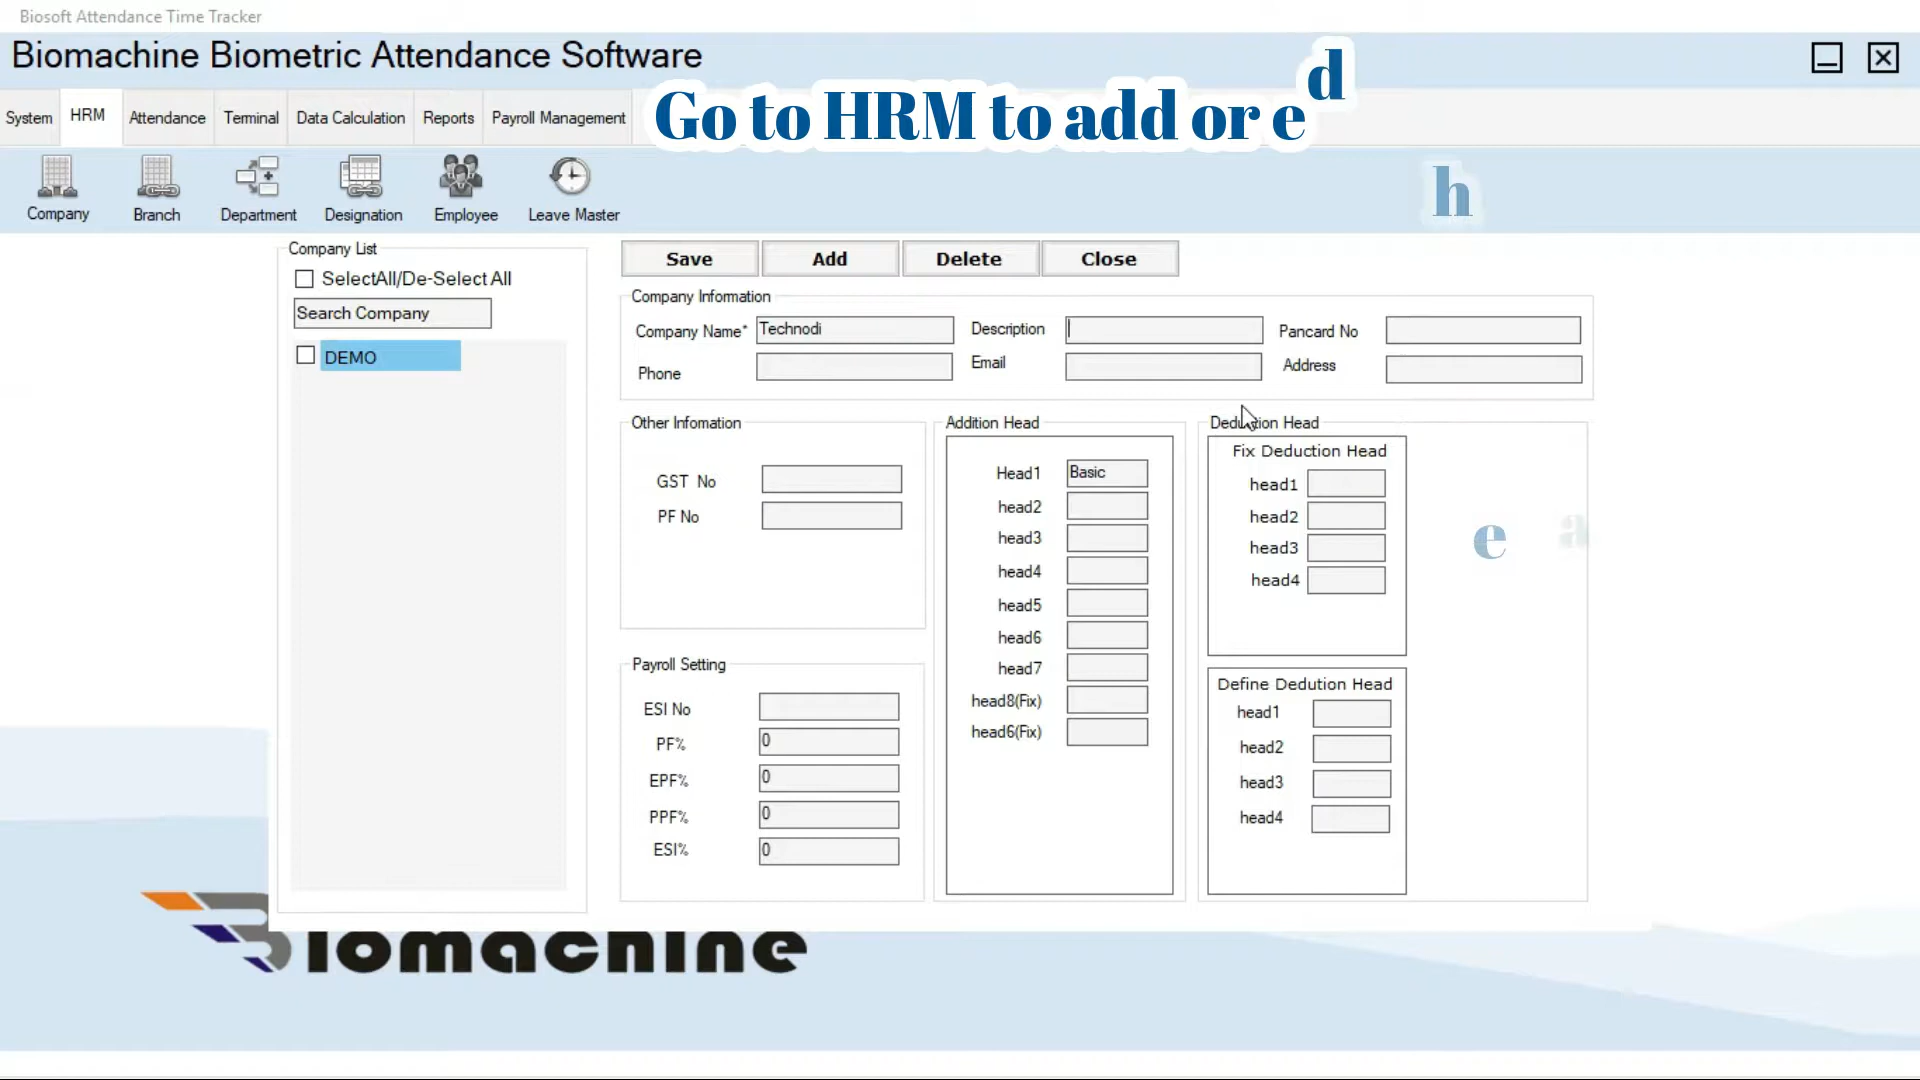 Biosoft Attendance Time Tracker
Biomachine Biometric Attendance Software
Go to HRM to add or e d
h
e a
System HRM Attendance Terminal Data Calculation Reports Payroll Management
Company Branch Department Designation Employee Leave Master
Company List
SelectAll/De-Select All
Search Company
DEMO
Save Add Delete Close
Company Information
Company Name* Technodi Description Pancard No
Phone Email Address
Other Infomation
GST No
PF No
Payroll Setting
ESI No
PF% 0
EPF% 0
PPF% 0
ESI% 0
Addition Head
Head1 Basic
head2
head3
head4
head5
head6
head7
head8(Fix)
head6(Fix)
Deduction Head
Fix Deduction Head
head1
head2
head3
head4
Define Dedution Head
head1
head2
head3
head4
Biomachine